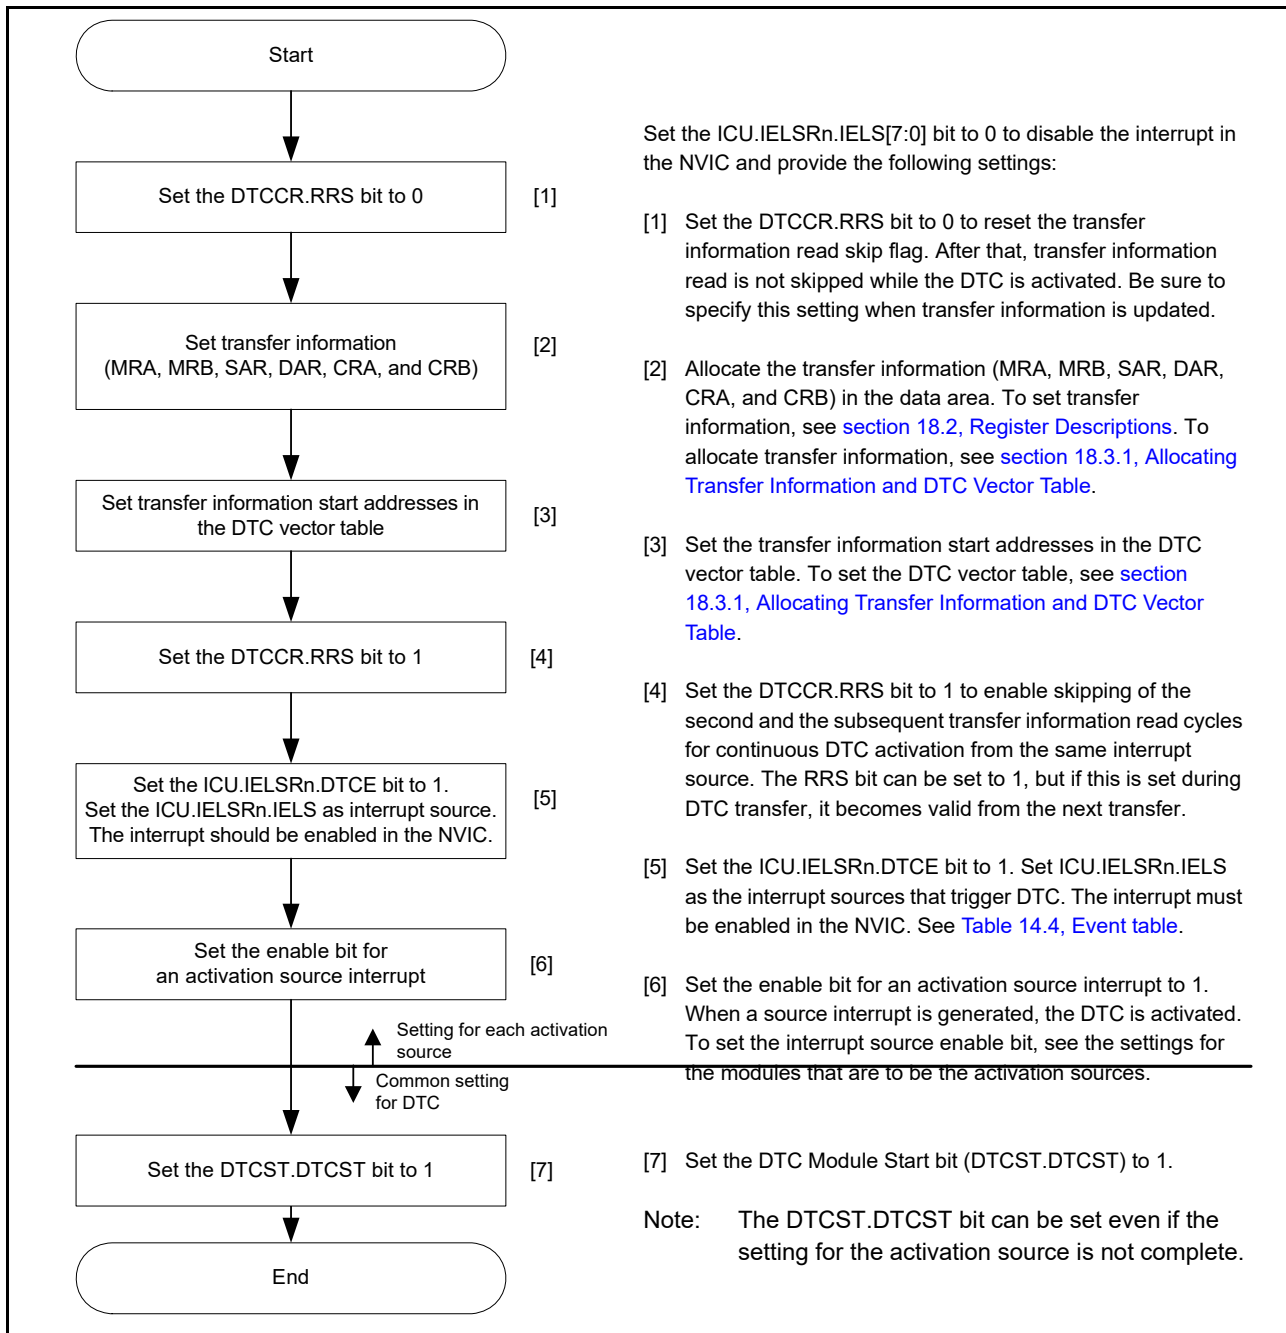 Start
Set the DTCCR.RRS bit to 0
[1]
Set transfer information
(MRA, MRB, SAR, DAR, CRA, and CRB)
[2]
Set transfer information start addresses in
the DTC vector table
[3]
Set the DTCCR.RRS bit to 1
[4]
Set the ICU.IELSRn.DTCE bit to 1.
Set the ICU.IELSRn.IELS as interrupt source.
The interrupt should be enabled in the NVIC.
[5]
Set the enable bit for
an activation source interrupt
[6]
Setting for each activation
source
Common setting
for DTC
Set the DTCST.DTCST bit to 1
[7]
End
Set the ICU.IELSRn.IELS[7:0] bit to 0 to disable the interrupt in
the NVIC and provide the following settings:
[1] Set the DTCCR.RRS bit to 0 to reset the transfer
information read skip flag. After that, transfer information
read is not skipped while the DTC is activated. Be sure to
specify this setting when transfer information is updated.
[2] Allocate the transfer information (MRA, MRB, SAR, DAR,
CRA, and CRB) in the data area. To set transfer
information, see section 18.2, Register Descriptions. To
allocate transfer information, see section 18.3.1, Allocating
Transfer Information and DTC Vector Table.
[3] Set the transfer information start addresses in the DTC
vector table. To set the DTC vector table, see section
18.3.1, Allocating Transfer Information and DTC Vector
Table.
[4] Set the DTCCR.RRS bit to 1 to enable skipping of the
second and the subsequent transfer information read cycles
for continuous DTC activation from the same interrupt
source. The RRS bit can be set to 1, but if this is set during
DTC transfer, it becomes valid from the next transfer.
[5] Set the ICU.IELSRn.DTCE bit to 1. Set ICU.IELSRn.IELS
as the interrupt sources that trigger DTC. The interrupt must
be enabled in the NVIC. See Table 14.4, Event table.
[6] Set the enable bit for an activation source interrupt to 1.
When a source interrupt is generated, the DTC is activated.
To set the interrupt source enable bit, see the settings for
the modules that are to be the activation sources.
[7] Set the DTC Module Start bit (DTCST.DTCST) to 1.
Note: The DTCST.DTCST bit can be set even if the
setting for the activation source is not complete.